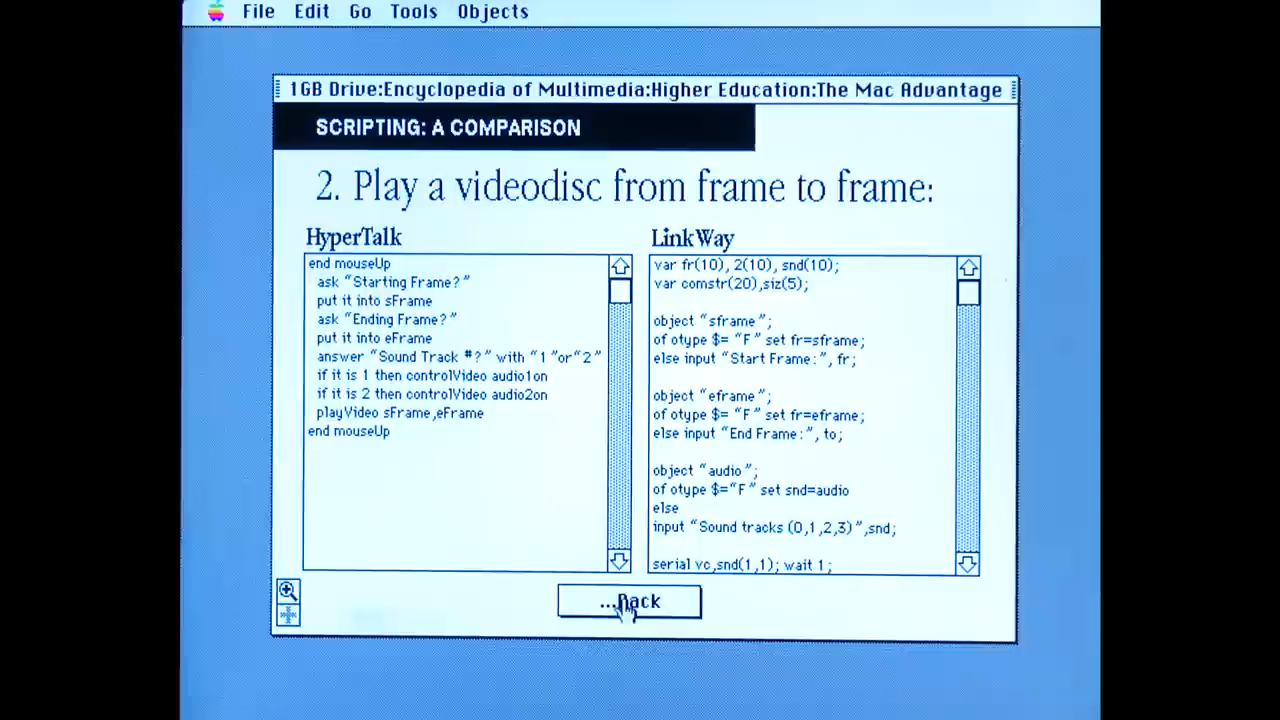 File Edit Go Tools Objects
1GB Drive:Encyclopedia of Multimedia:Higher Education:The Mac Advantage
SCRIPTING: A COMPARISON
2. Play a videodisc from frame to frame:
HyperTalk
end mouseUp
ask “Starting Frame?”
put it into sFrame
ask “Ending Frame?”
put it into eFrame
answer “Sound Track #?” with “1 ”or“2 ”
if it is 1 then controlVideo audio1on
if it is 2 then controlVideo audio2on
playVideo sFrame,eFrame
end mouseUp
LinkWay
var fr(10), 2(10), snd(10);
var comstr(20),siz(5);
object “sframe”;
of otype $= “F” set fr=sframe;
else input “Start Frame:”, fr;
object “eframe”;
of otype $= “F” set fr=eframe;
else input “End Frame:”, to;
object “audio”;
of otype $=“F” set snd=audio
else
input “Sound tracks (0,1,2,3)”,snd;
serial vc,snd(1,1); wait 1;
...Back